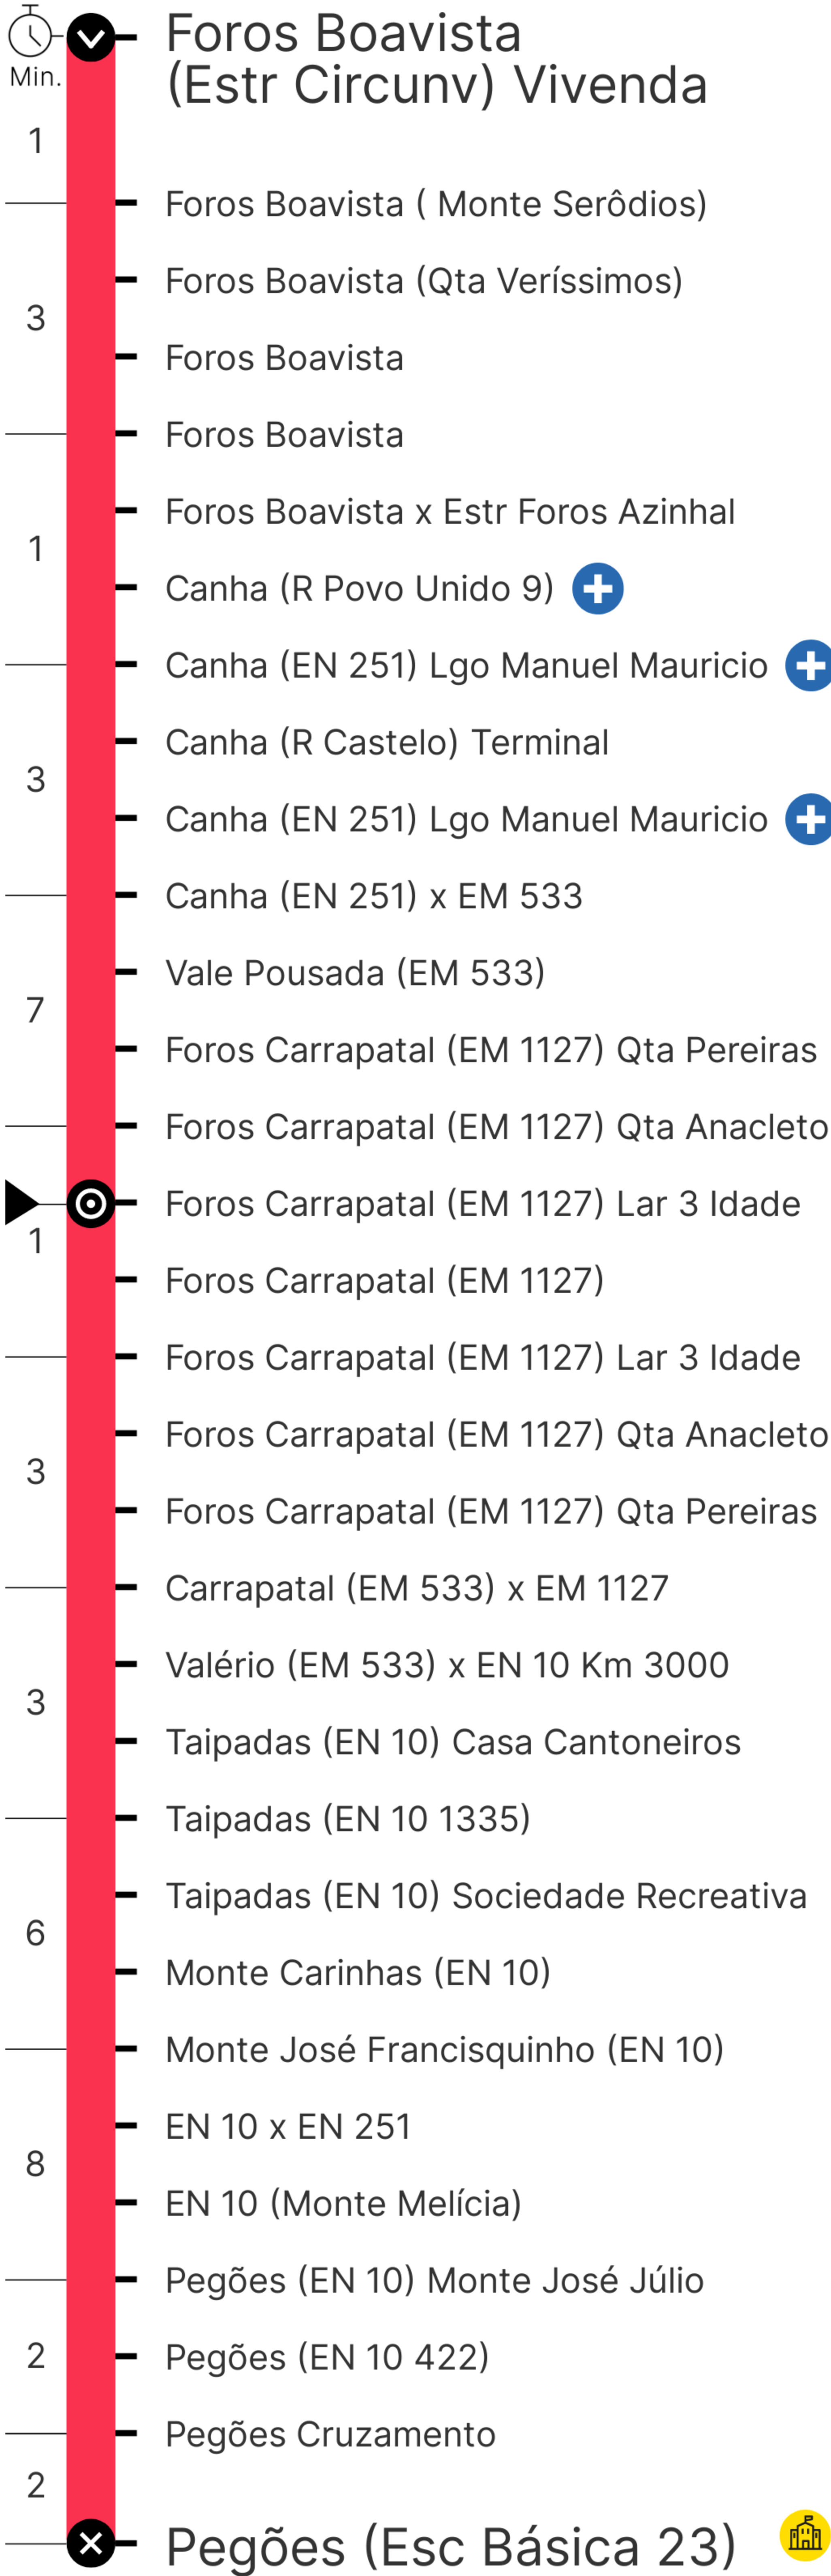 Foros Boavista
(Estr Circunv) Vivenda
Min.
1
Foros Boavista ( Monte Serôdios)
Foros Boavista (Qta Veríssimos)
3
Foros Boavista
Foros Boavista
Foros Boavista x Estr Foros Azinhal
1
Canha (R Povo Unido 9)
Canha (EN 251) Lgo Manuel Mauricio
Canha (R Castelo) Terminal
3
Canha (EN 251) Lgo Manuel Mauricio
Canha (EN 251) x EM 533
Vale Pousada (EM 533)
7
Foros Carrapatal (EM 1127) Qta Pereiras
Foros Carrapatal (EM 1127) Qta Anacleto
Foros Carrapatal (EM 1127) Lar 3 Idade
1
Foros Carrapatal (EM 1127)
Foros Carrapatal (EM 1127) Lar 3 Idade
Foros Carrapatal (EM 1127) Qta Anacleto
3
Foros Carrapatal (EM 1127) Qta Pereiras
Carrapatal (EM 533) x EM 1127
Valério (EM 533) x EN 10 Km 3000
3
Taipadas (EN 10) Casa Cantoneiros
Taipadas (EN 10 1335)
Taipadas (EN 10) Sociedade Recreativa
6
Monte Carinhas (EN 10)
Monte José Francisquinho (EN 10)
EN 10 x EN 251
8
EN 10 (Monte Melícia)
Pegões (EN 10) Monte José Júlio
2
Pegões (EN 10 422)
Pegões Cruzamento
2
Pegões (Esc Básica 23)